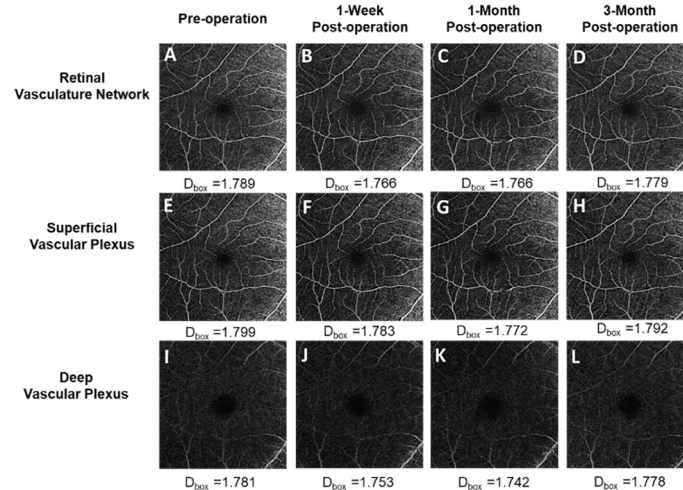 Pre-operation
1-Week
Post-operation
1-Month
Post-operation
3-Month
Post-operation
Retinal
Vasculature Network
A
B
C
D
Dbox =1.789
Dbox =1.766
Dbox =1.766
Dbox =1.779
Superficial
Vascular Plexus
E
F
G
H
Dbox =1.799
Dbox =1.783
Dbox =1.772
Dbox =1.792
Deep
Vascular Plexus
I
J
K
L
Dbox =1.781
Dbox =1.753
Dbox =1.742
Dbox =1.778